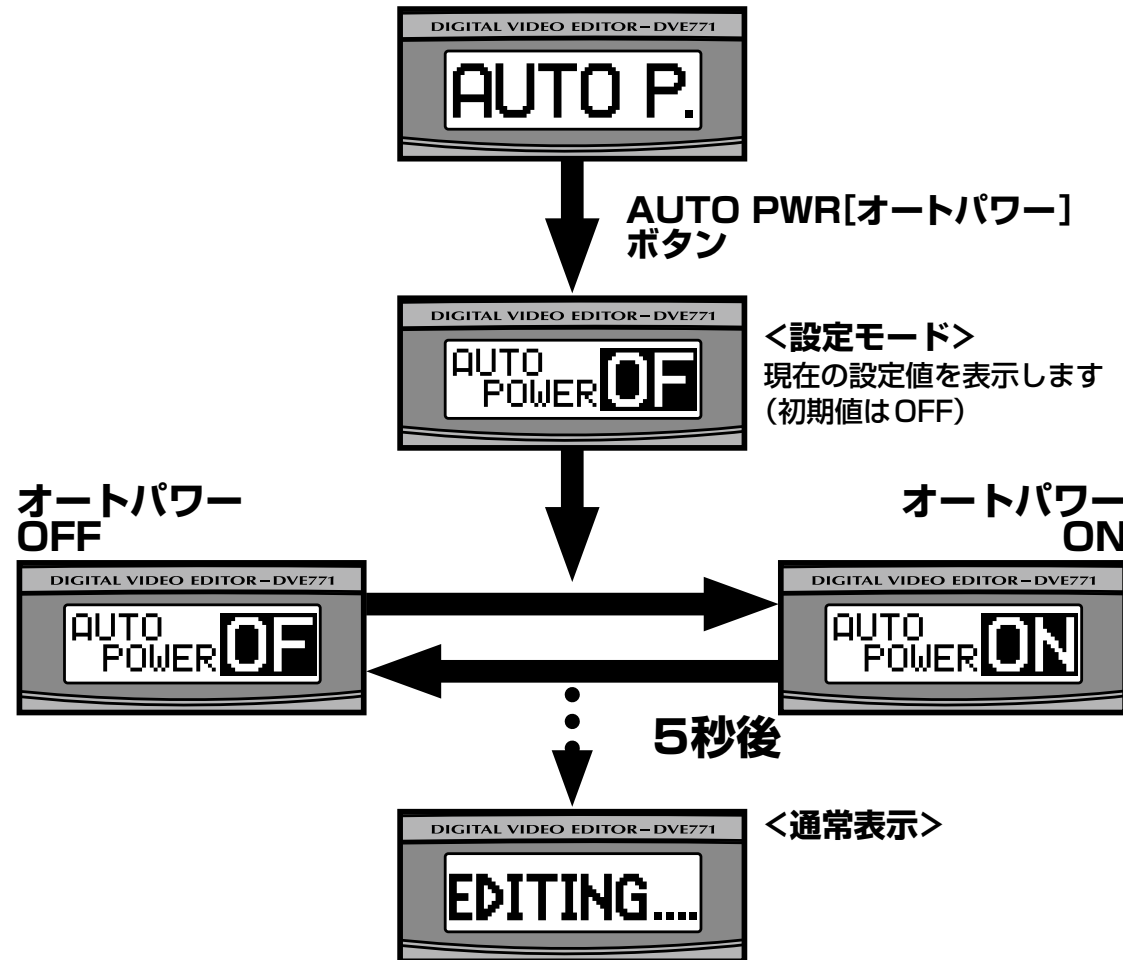 DIGITAL VIDEO EDITOR–DVE771
AUTO P.
AUTO PWR[オートパワー]
ボタン
DIGITAL VIDEO EDITOR–DVE771
AUTO
POWER OF
<設定モード>
現在の設定値を表示します
(初期値はOFF)
オートパワー
OFF
オートパワー
ON
DIGITAL VIDEO EDITOR–DVE771
AUTO
POWER OF
DIGITAL VIDEO EDITOR–DVE771
AUTO
POWER ON
5秒後
DIGITAL VIDEO EDITOR–DVE771
EDITING....
<通常表示>